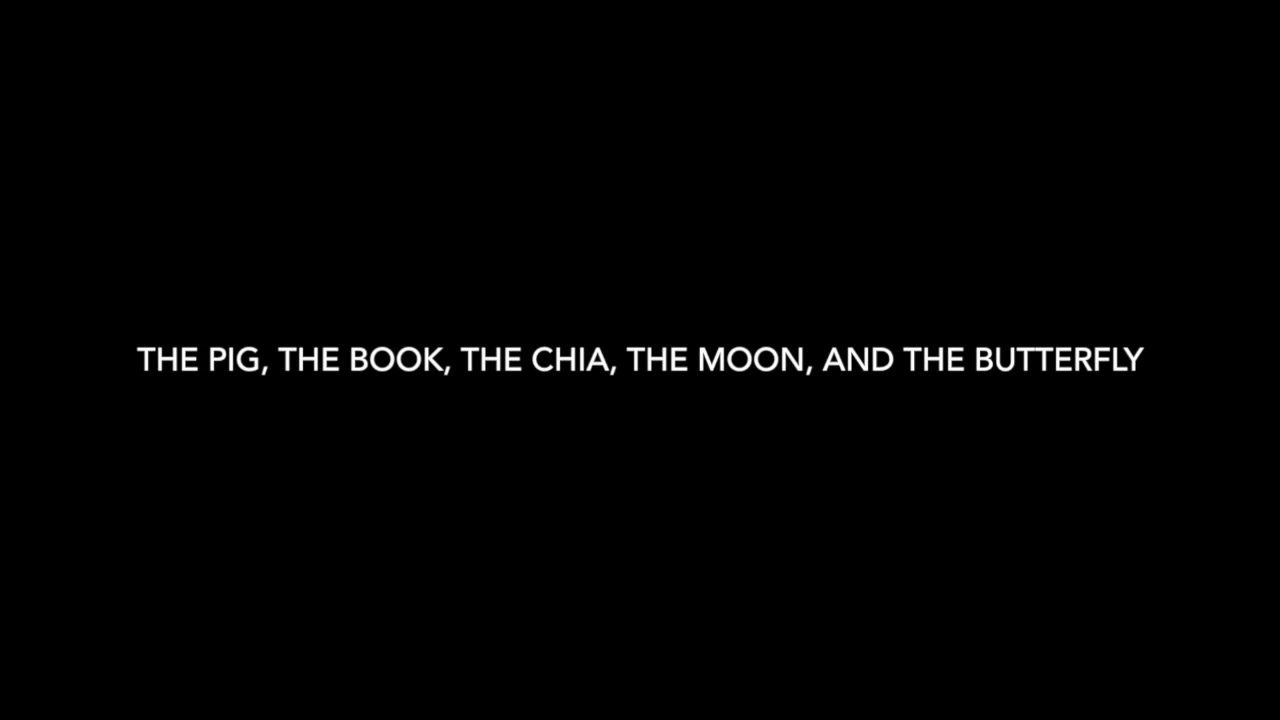 THE PIG, THE BOOK, THE CHIA, THE MOON, AND THE BUTTERFLY